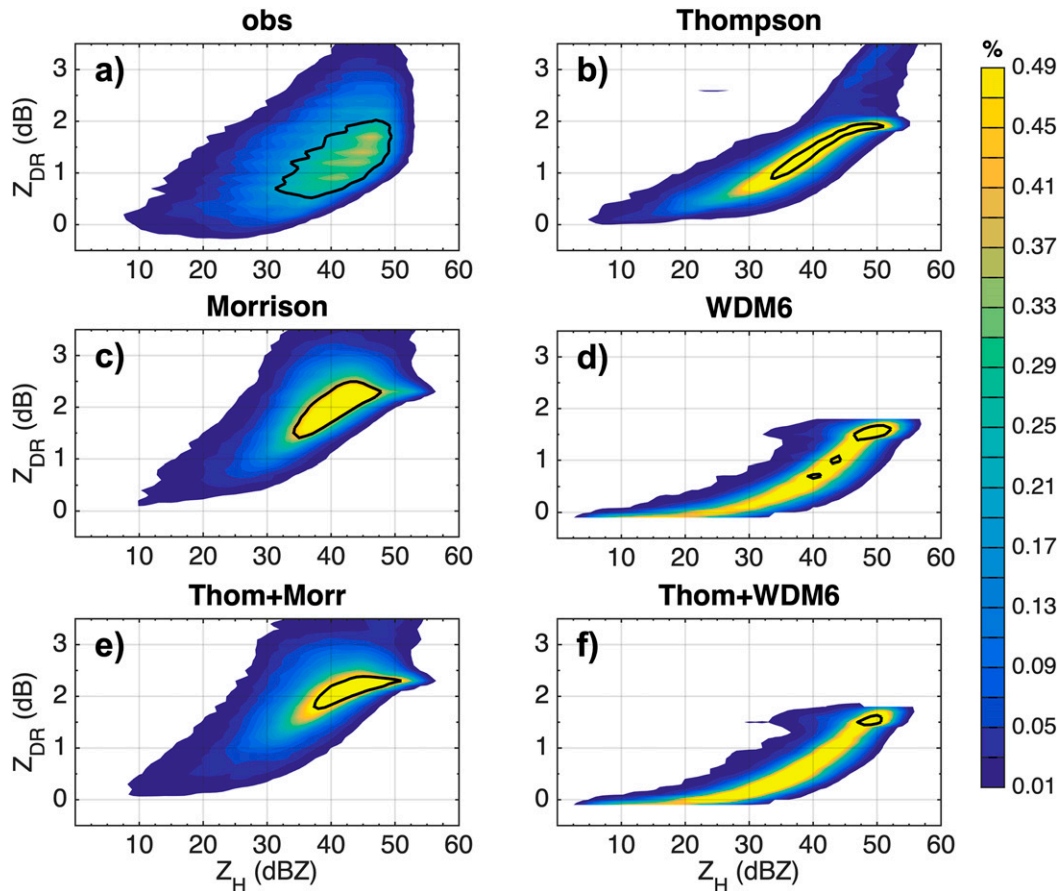 obs
Thompson
a)
b)
Z_DR (dB)
3
2
1
0
10 20 30 40 50 60
3
2
1
0
10 20 30 40 50 60
Morrison
WDM6
c)
d)
Z_DR (dB)
3
2
1
0
10 20 30 40 50 60
3
2
1
0
10 20 30 40 50 60
Thom+Morr
Thom+WDM6
e)
f)
Z_DR (dB)
3
2
1
0
10 20 30 40 50 60
Z_H (dBZ)
3
2
1
0
10 20 30 40 50 60
Z_H (dBZ)
%
0.49
0.45
0.41
0.37
0.33
0.29
0.25
0.21
0.17
0.13
0.09
0.05
0.01